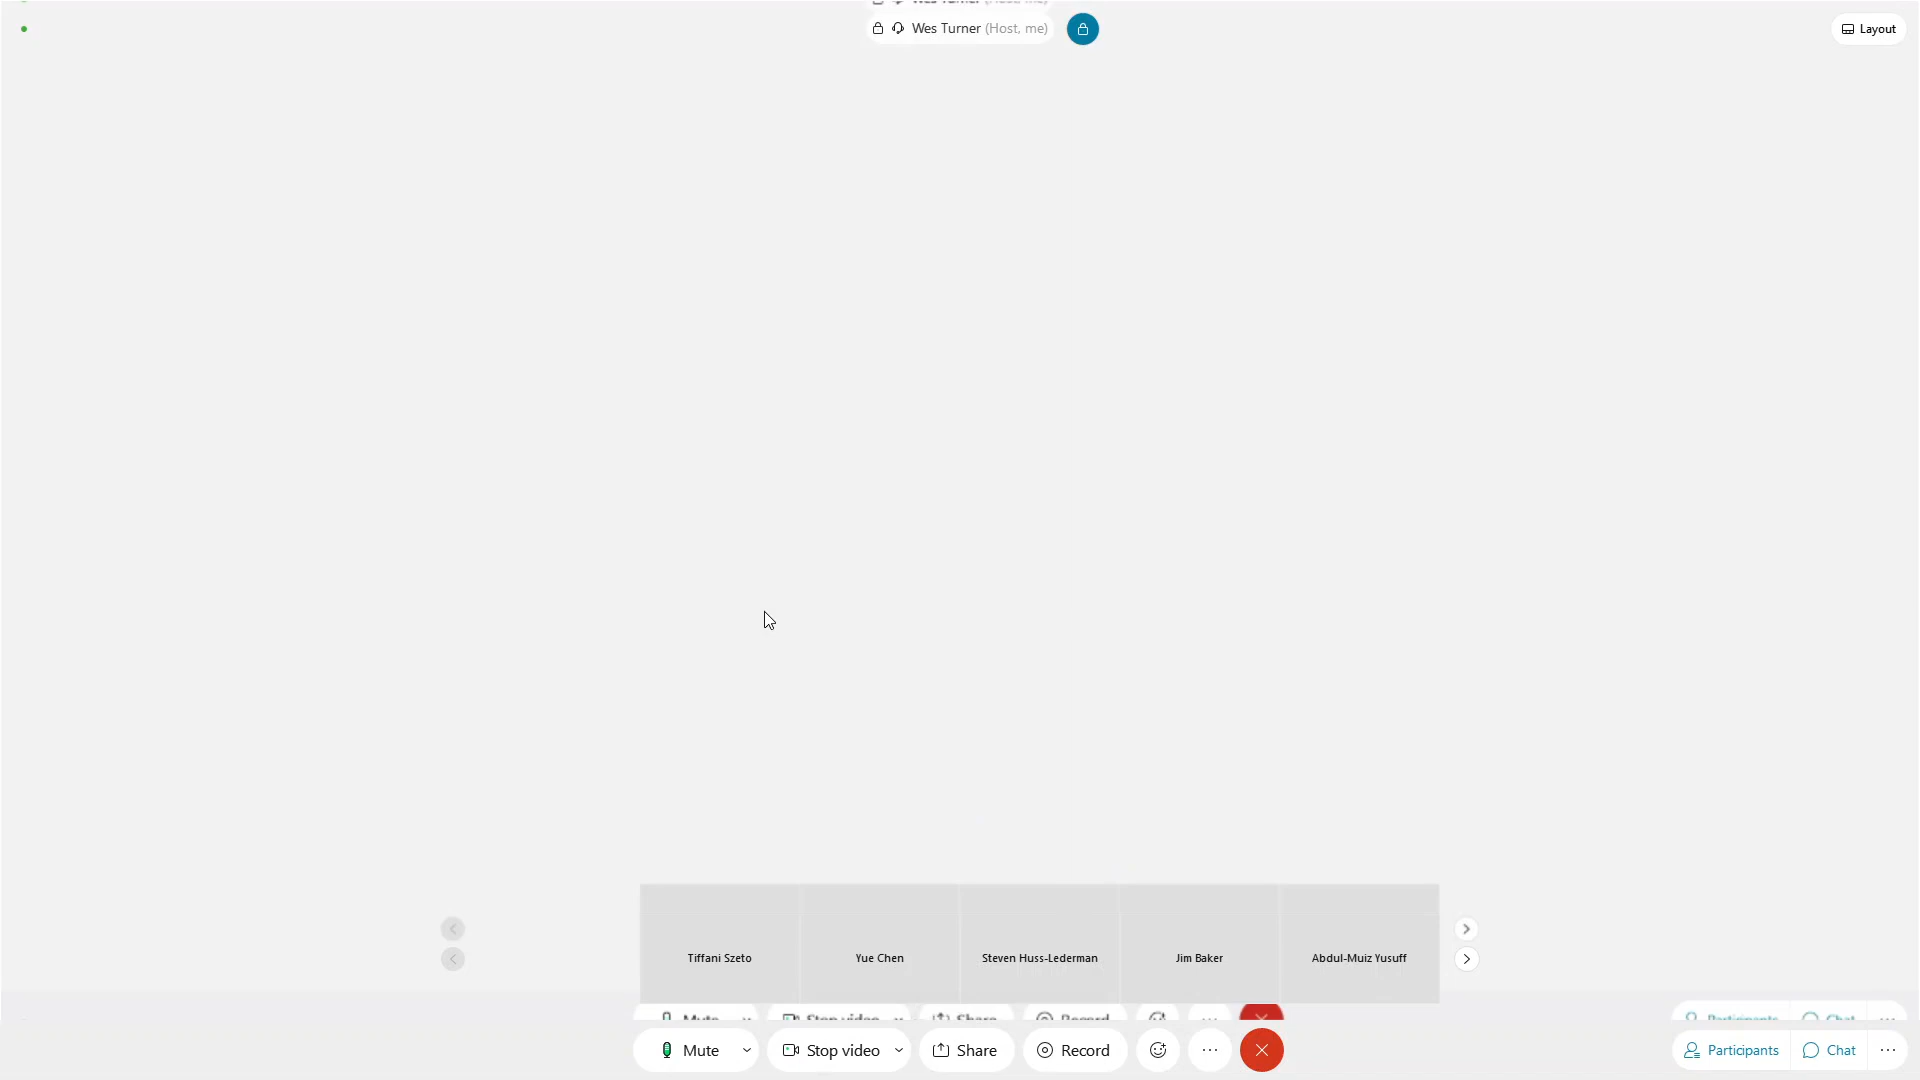 Wes Turner (Host, me)
Layout
Tiffani Szeto
Yue Chen
Steven Huss-Lederman
Jim Baker
Abdul-Muiz Yusuff
Mute
Stop video
Share
Record
Participants
Chat